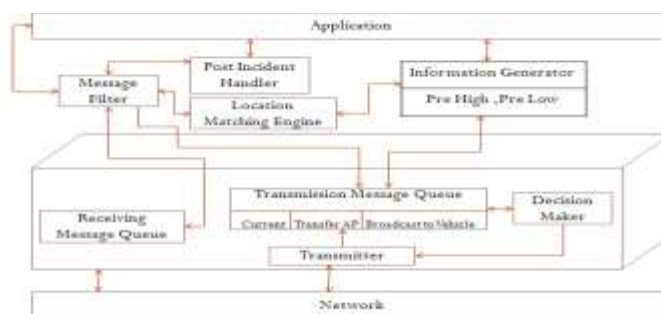 Application
Post Incident
Handler
Information Generator
Pre High ,Pre Low
Message
Filter
Location
Matching Engine
Transmission Message Queue
Current Transfer AP Broadcast to Vehicle
Decision
Maker
Receiving
Message Queue
Transmitter
Network